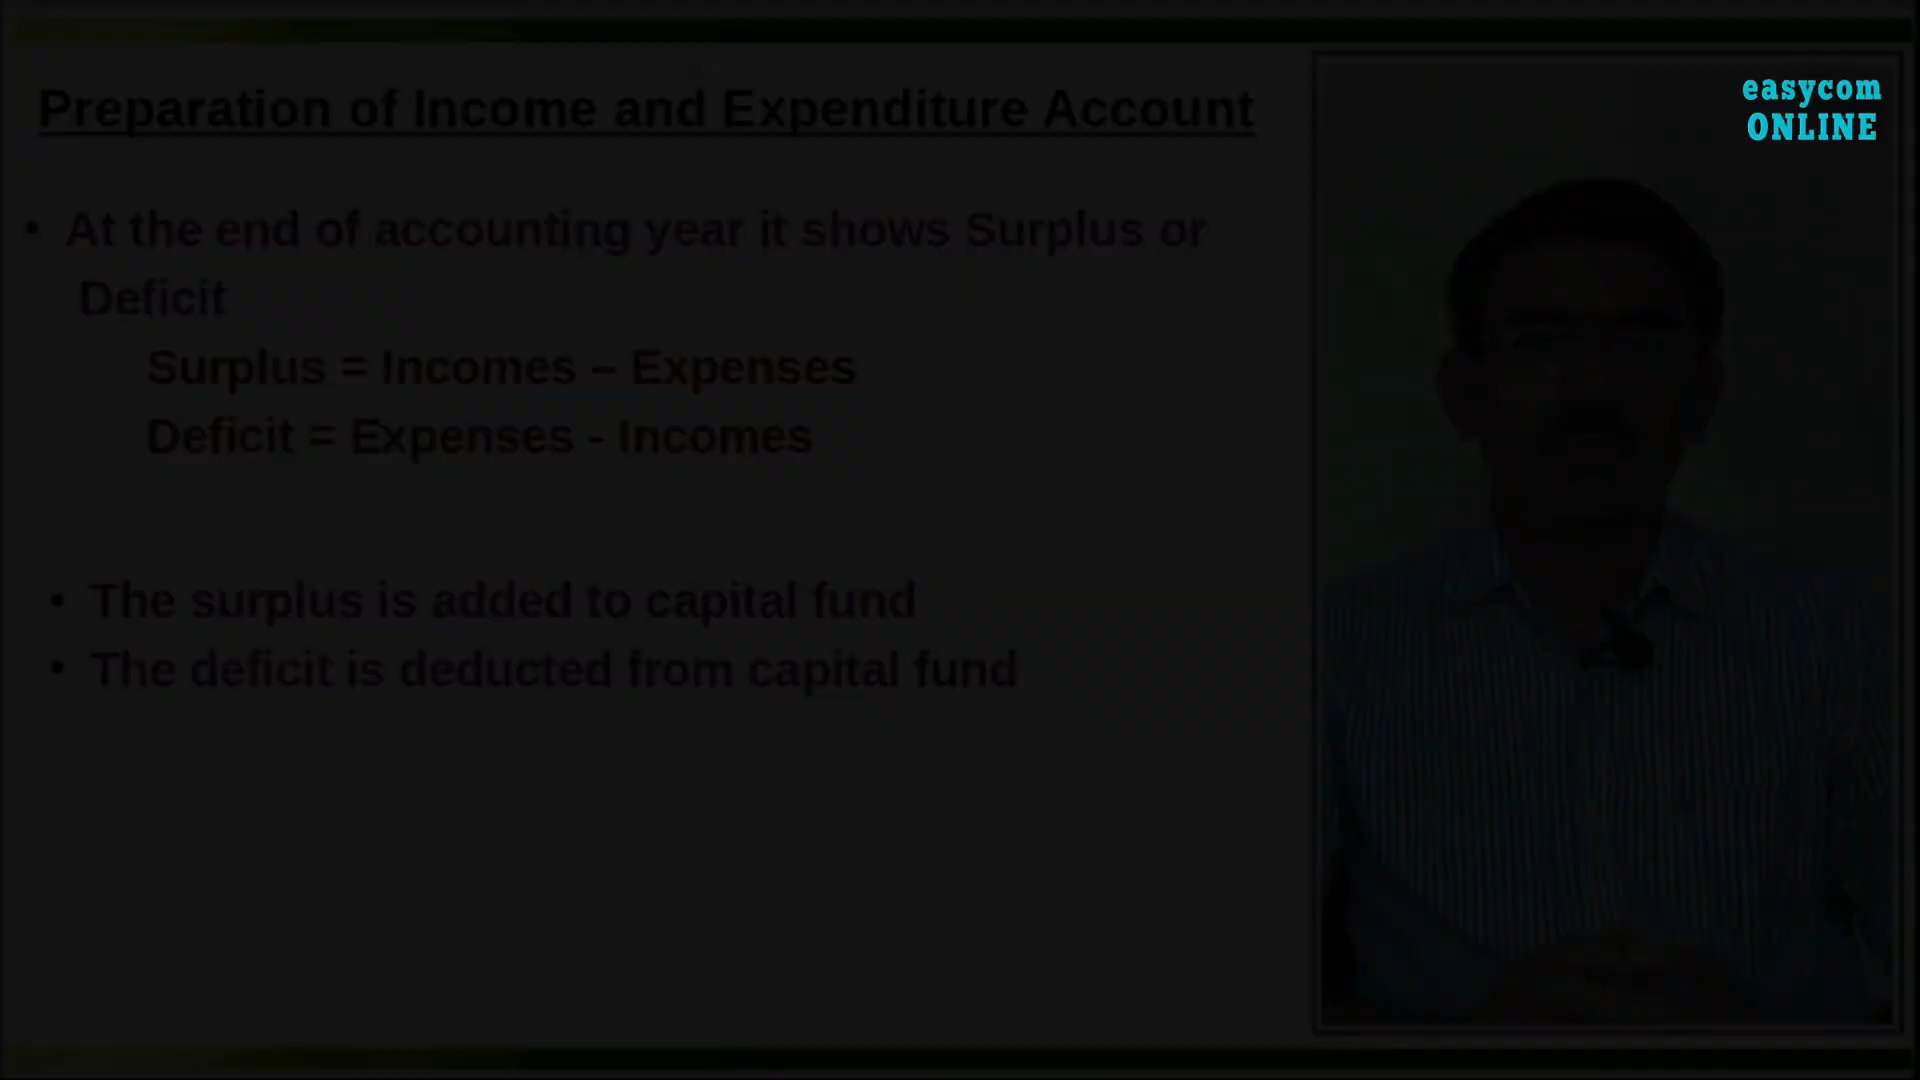 Preparation of Income and Expenditure Account
easycom
ONLINE
• At the end of accounting year it shows Surplus or
Deficit
Surplus = Incomes – Expenses
Deficit = Expenses - Incomes
• The surplus is added to capital fund
• The deficit is deducted from capital fund